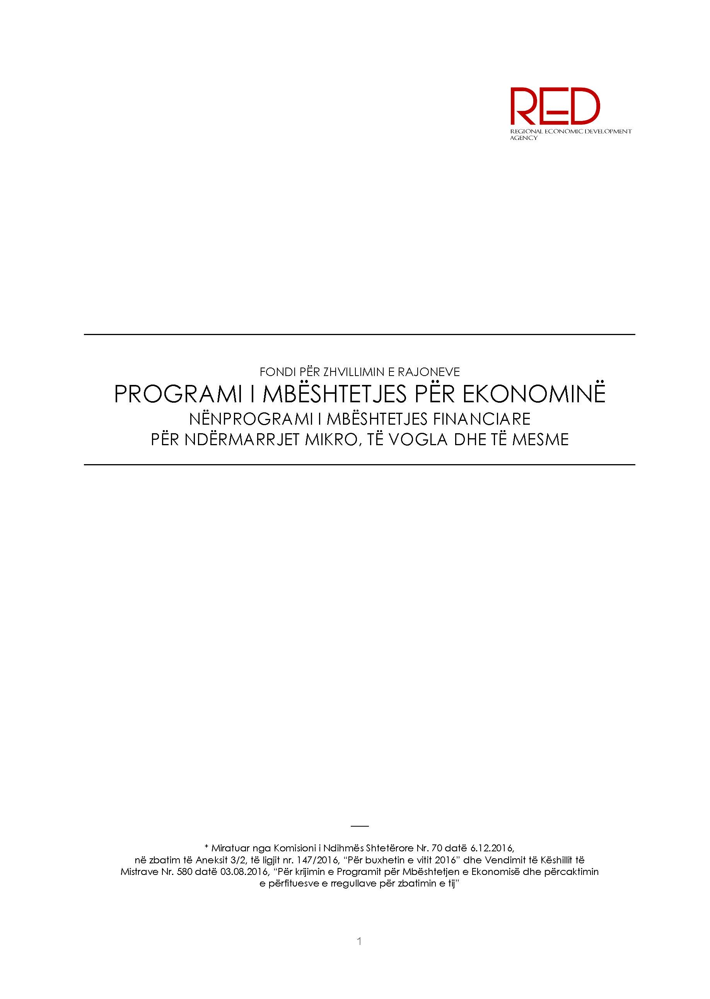 RED
REGIONAL ECONOMIC DEVELOPMENT
AGENCY
FONDI PËR ZHVILLIMIN E RAJONEVE
PROGRAMI I MBËSHTETJES PËR EKONOMINË
NËNPROGRAMI I MBËSHTETJES FINANCIARE
PËR NDËRMARRJET MIKRO, TË VOGLA DHE TË MESME
* Miratuar nga Komisioni i Ndihmës Shtetërore Nr. 70 datë 6.12.2016,
në zbatim të Aneksit 3/2, të ligjit nr. 147/2016, “Për buxhetin e vitit 2016” dhe Vendimit të Këshillit të
Mistrave Nr. 580 datë 03.08.2016, “Për krijimin e Programit për Mbështetjen e Ekonomisë dhe përcaktimin
e përfituesve e rregullave për zbatimin e tij”
1